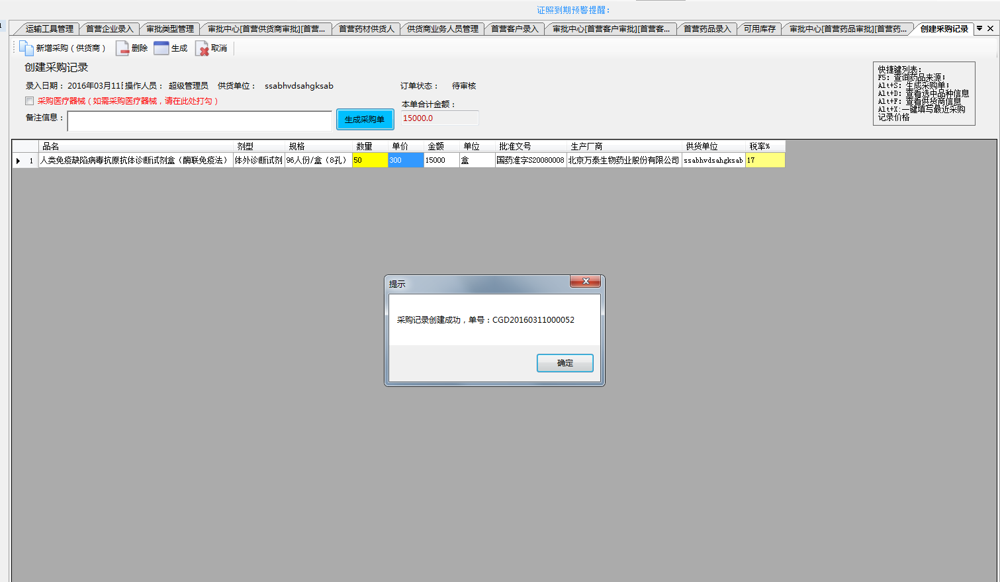 证照到期预警提醒：
运输工具管理 首营企业录入 审批类型管理 审批中心[首营供货商审批][首营... 首营药材供货人 供货商业务人员管理 首营客户录入 审批中心[首营客户审批][首营客... 首营药品录入 可用库存 审批中心[首营药品审批][首营药... 创建采购记录
新增采购（供货商） 删除 生成 取消
创建采购记录
录入日期： 2016年03月11 操作人员： 超级管理员 供货单位： ssabhvdsahgksab 订单状态： 待审核
采购医疗器械（如需采购医疗器械，请在此处打勾）
本单合计金额：
备注信息： 生成采购单 15000.0
快捷键列表：
F5：查询药品来源；
Alt+S：生成采购单；
Alt+D：查看选中品种信息
Alt+F：查看供货商信息
Alt+X:一键填写最近采购
记录价格
品名 剂型 规格 数量 单价 金额 单位 批准文号 生产厂商 供货单位 税率%
1 人类免疫缺陷病毒抗原抗体诊断试剂盒（酶联免疫法） 体外诊断试剂 96人份/盒（8孔） 50 300 15000 盒 国药准字S20080008 北京万泰生物药业股份有限公司 ssabhvdsahgksab 17
提示
采购记录创建成功，单号：CGD20160311000052
确定